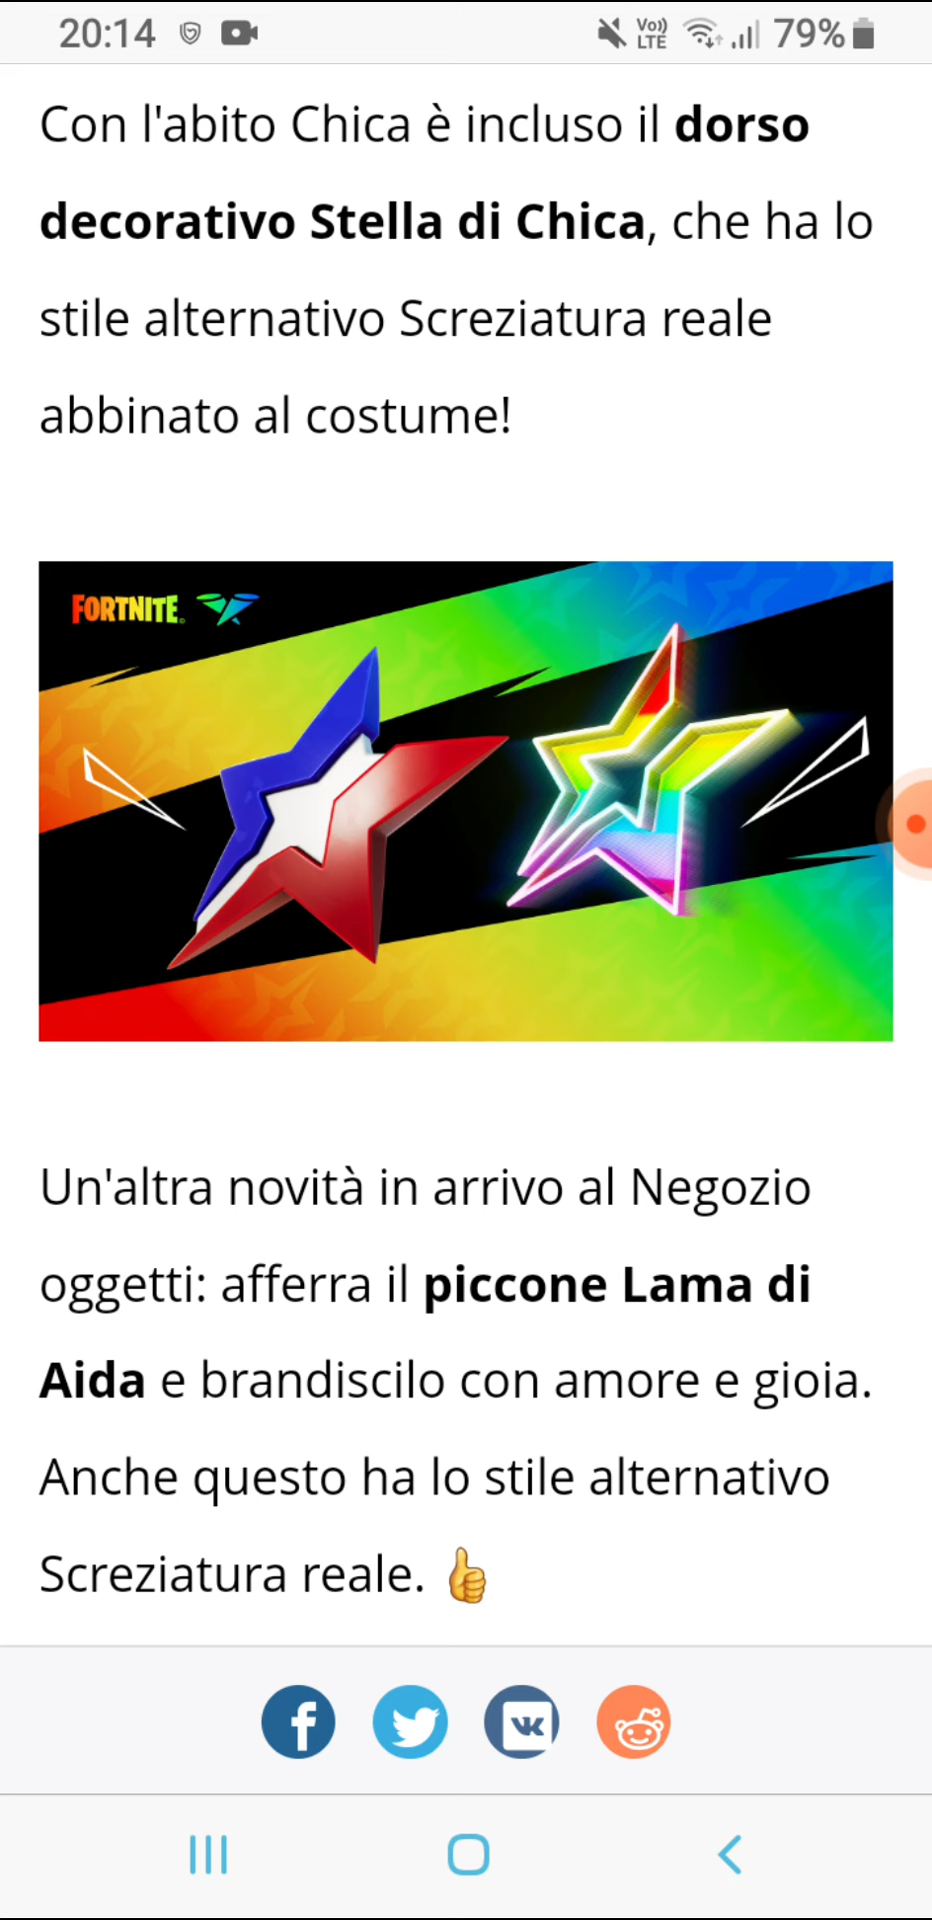 20:14
Vo)) LTE
79%
Con l'abito Chica è incluso il dorso
decorativo Stella di Chica, che ha lo
stile alternativo Screziatura reale
abbinato al costume!
FORTNITE
Un'altra novità in arrivo al Negozio
oggetti: afferra il piccone Lama di
Aida e brandiscilo con amore e gioia.
Anche questo ha lo stile alternativo
Screziatura reale. 👍